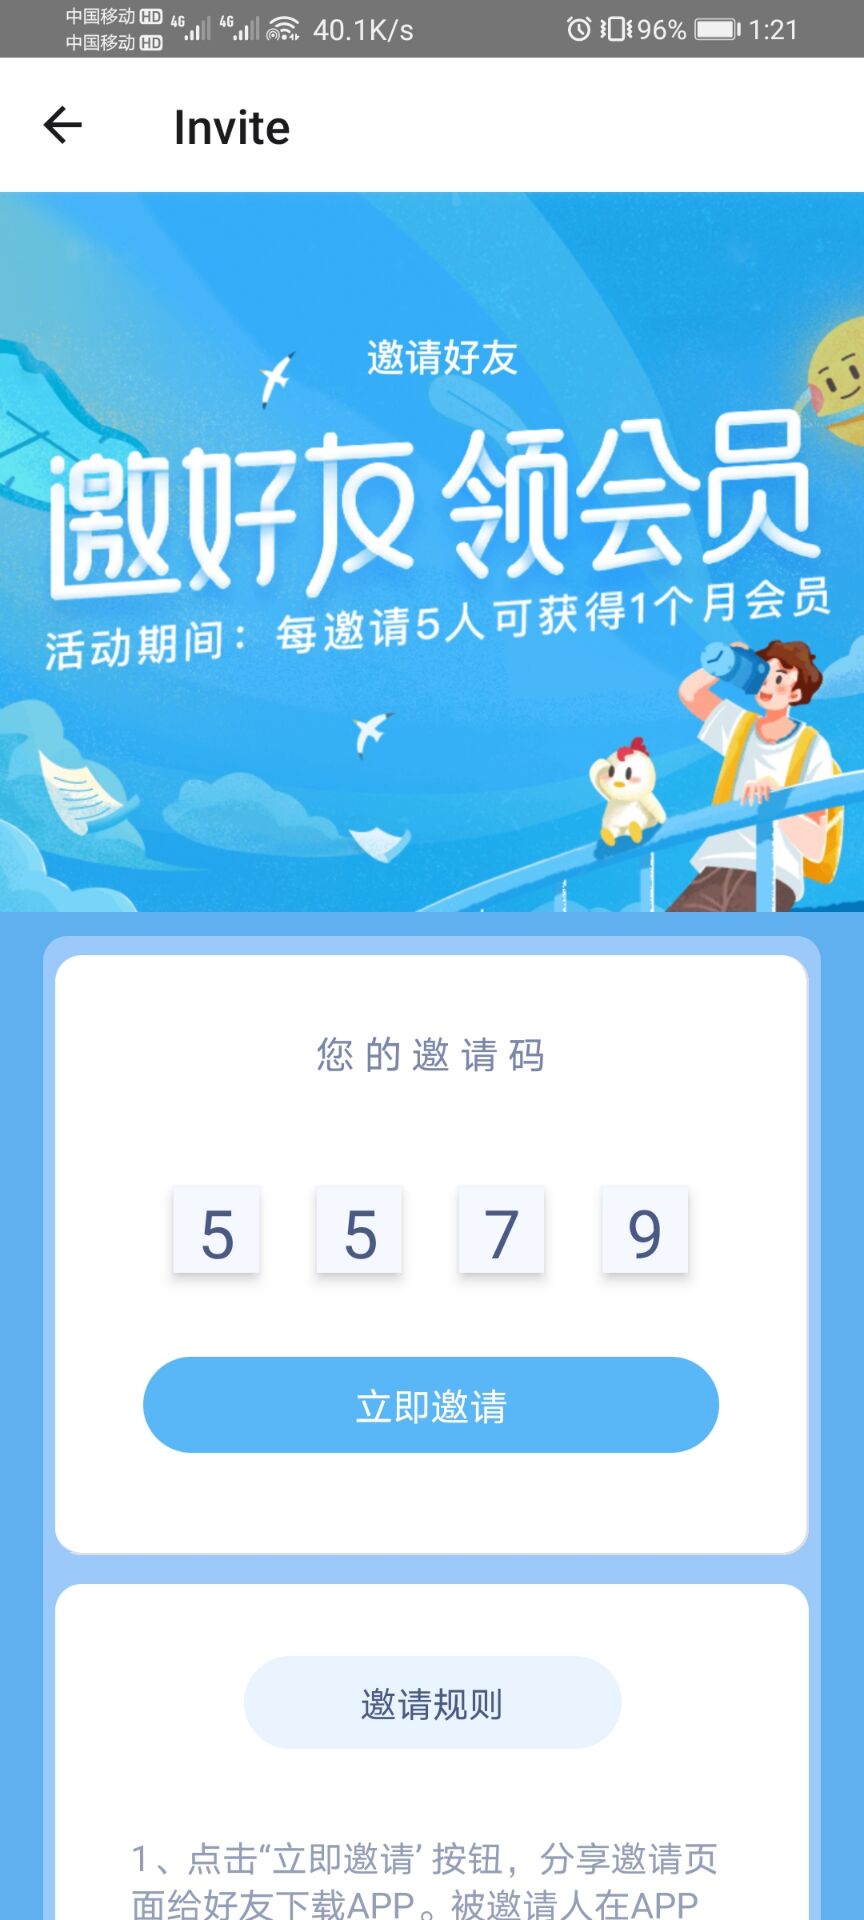 中国移动 HD 4G 4G 40.1K/s 96% 1:21
中国移动 HD
Invite
邀请好友
邀好友 领会员
活动期间：每邀请5人可获得1个月会员
您的邀请码
5 5 7 9
立即邀请
邀请规则
1、点击“立即邀请’按钮，分享邀请页
面给好友下载APP。被邀请人在APP